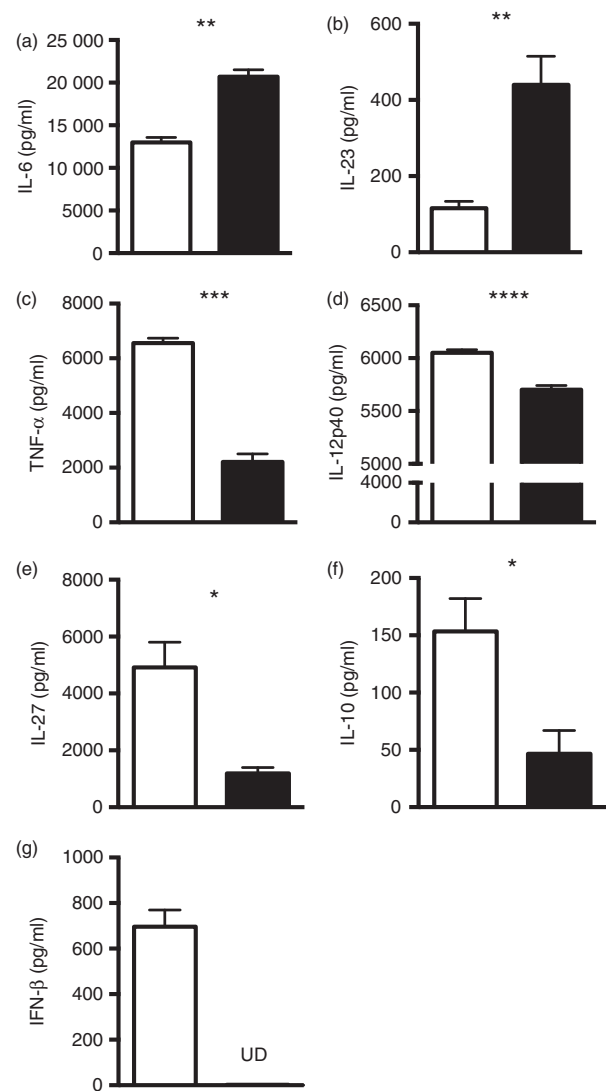 (a)
**
IL-6 (pg/ml)
25 000
20 000
15 000
10 000
5000
0
(b)
**
IL-23 (pg/ml)
600
400
200
0
(c)
***
TNF-α (pg/ml)
8000
6000
4000
2000
0
(d)
****
IL-12p40 (pg/ml)
6500
6000
5500
5000
4000
0
(e)
*
IL-27 (pg/ml)
8000
6000
4000
2000
0
(f)
*
IL-10 (pg/ml)
200
150
100
50
0
(g)
IFN-β (pg/ml)
1000
800
600
400
200
0
UD